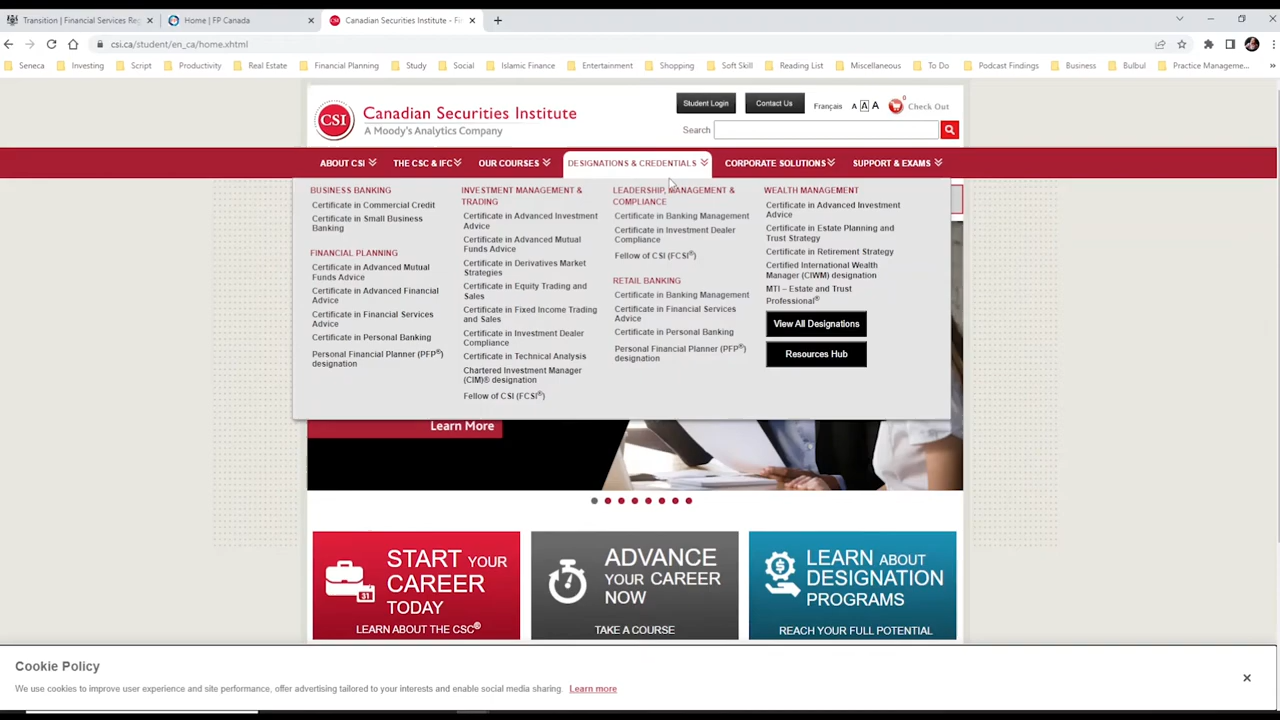 Transition | Financial Services Re
Home | FP Canada
Canadian Securities Institute - Fi
csi.ca/student/en_ca/home.xhtml
Seneca
Investing
Script
Productivity
Real Estate
Financial Planning
Study
Social
Islamic Finance
Entertainment
Shopping
Soft Skill
Reading List
Miscellaneous
To Do
Podcast Findings
Business
Bulbul
Practice Manageme...
CSI
Canadian Securities Institute
A Moody's Analytics Company
Student Login
Contact Us
Français
A A A
0
Check Out
Search
ABOUT CSI
THE CSC & IFC
OUR COURSES
DESIGNATIONS & CREDENTIALS
CORPORATE SOLUTIONS
SUPPORT & EXAMS
BUSINESS BANKING
Certificate in Commercial Credit
Certificate in Small Business
Banking
FINANCIAL PLANNING
Certificate in Advanced Mutual
Funds Advice
Certificate in Advanced Financial
Advice
Certificate in Financial Services
Advice
Certificate in Personal Banking
Personal Financial Planner (PFP®)
designation
INVESTMENT MANAGEMENT &
TRADING
Certificate in Advanced Investment
Advice
Certificate in Advanced Mutual
Funds Advice
Certificate in Derivatives Market
Strategies
Certificate in Equity Trading and
Sales
Certificate in Fixed Income Trading
and Sales
Certificate in Investment Dealer
Compliance
Certificate in Technical Analysis
Chartered Investment Manager
(CIM)® designation
Fellow of CSI (FCSI®)
LEADERSHIP, MANAGEMENT &
COMPLIANCE
Certificate in Banking Management
Certificate in Investment Dealer
Compliance
Fellow of CSI (FCSI®)
RETAIL BANKING
Certificate in Banking Management
Certificate in Financial Services
Advice
Certificate in Personal Banking
Personal Financial Planner (PFP®)
designation
WEALTH MANAGEMENT
Certificate in Advanced Investment
Advice
Certificate in Estate Planning and
Trust Strategy
Certificate in Retirement Strategy
Certified International Wealth
Manager (CIWM) designation
MTI – Estate and Trust
Professional®
View All Designations
Resources Hub
Learn More
START YOUR
CAREER
TODAY
LEARN ABOUT THE CSC®
31
ADVANCE
YOUR CAREER
NOW
TAKE A COURSE
LEARN ABOUT
DESIGNATION
PROGRAMS
REACH YOUR FULL POTENTIAL
Cookie Policy
We use cookies to improve user experience and site performance, offer advertising tailored to your interests and enable social media sharing. Learn more